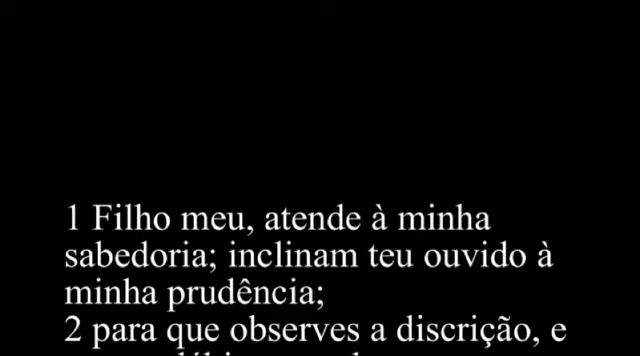 1 Filho meu, atende à minha
sabedoria; inclinam teu ouvido à
minha prudência;
2 para que observes a discrição, e